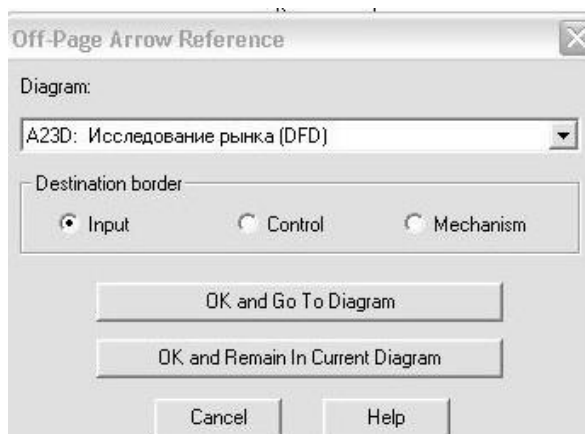 Off-Page Arrow Reference
Diagram:
A23D: Исследование рынка (DFD)
Destination border
Input Control Mechanism
OK and Go To Diagram
OK and Remain In Current Diagram
Cancel Help